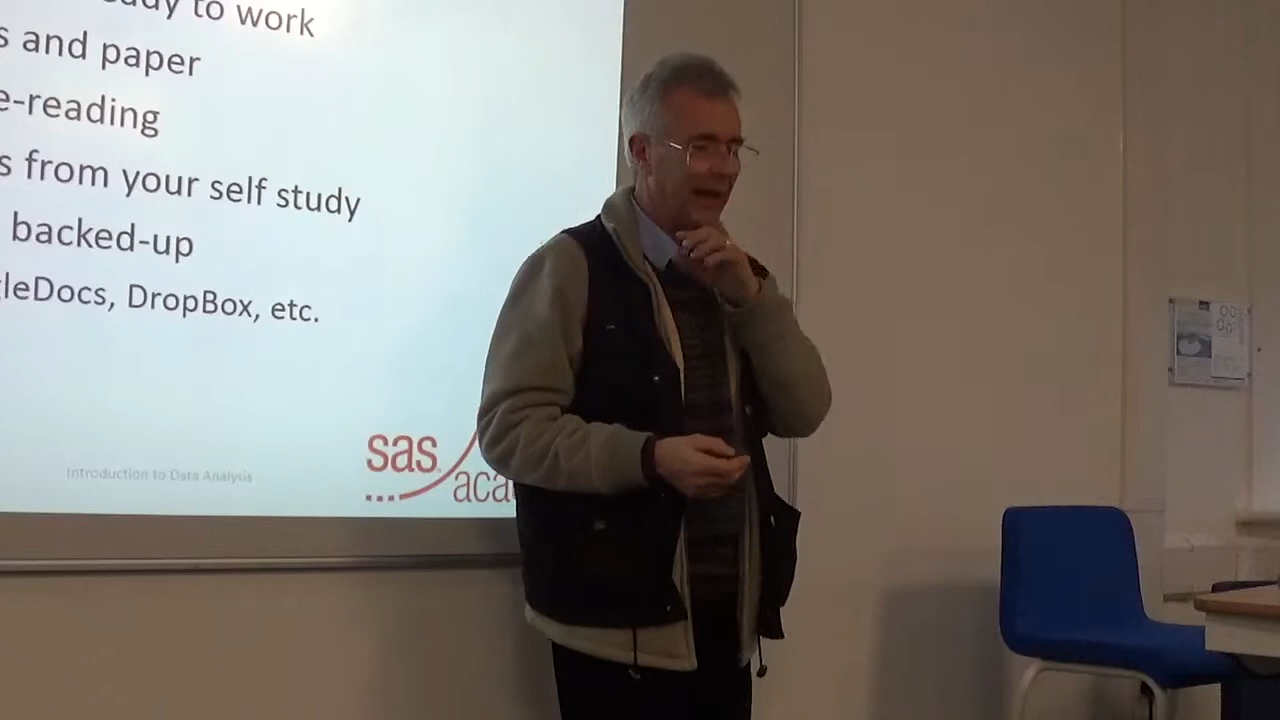 to work
s and paper
e-reading
s from your self study
backed-up
leDocs, DropBox, etc.
Introduction to Data Analysis
sas
aca